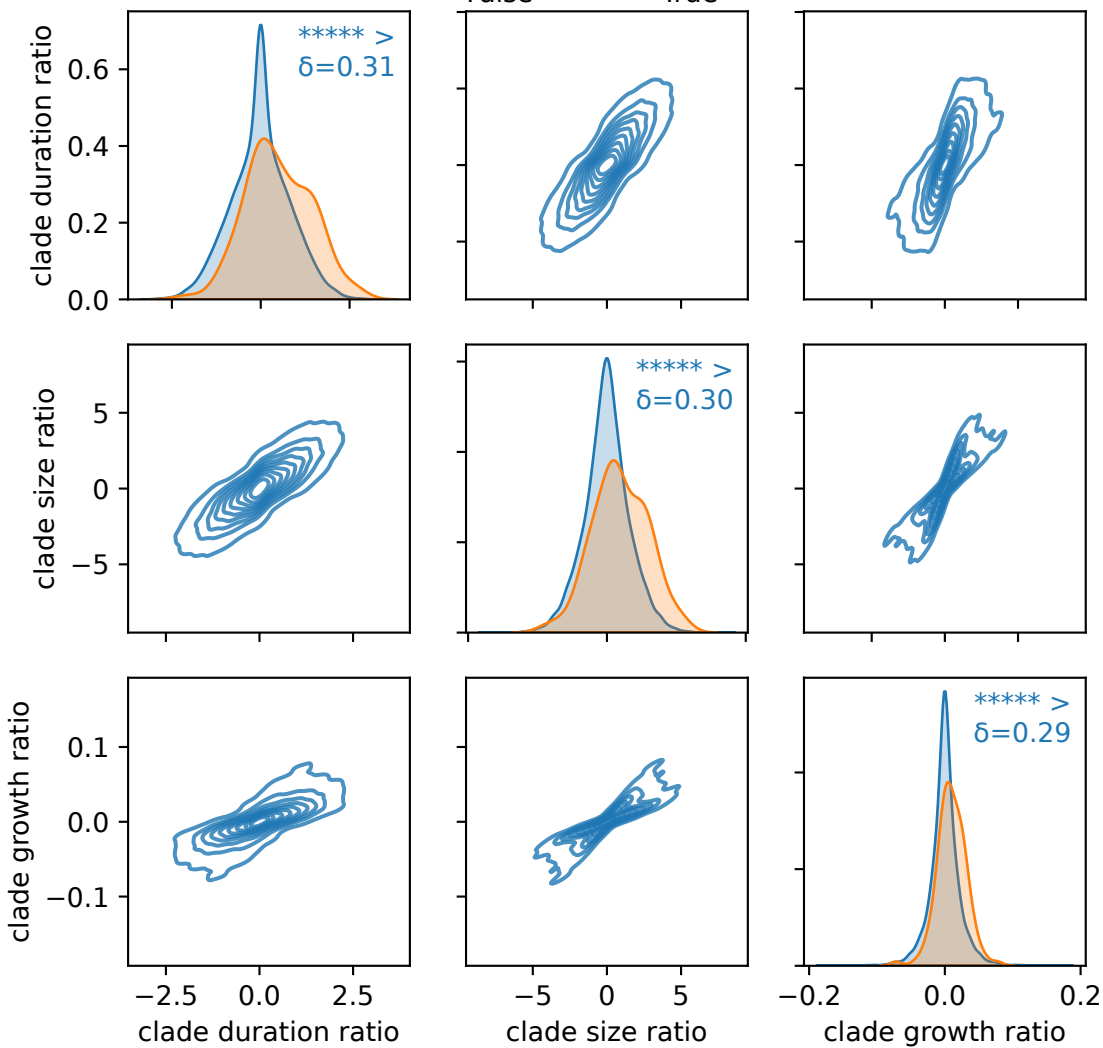 ***** >
δ=0.31
clade duration ratio
0.6
0.4
0.2
0.0
***** >
δ=0.30
clade size ratio
5
0
−5
***** >
δ=0.29
clade growth ratio
0.1
0.0
−0.1
−2.5 0.0 2.5
−5 0 5
−0.2 0.0 0.2
clade duration ratio
clade size ratio
clade growth ratio